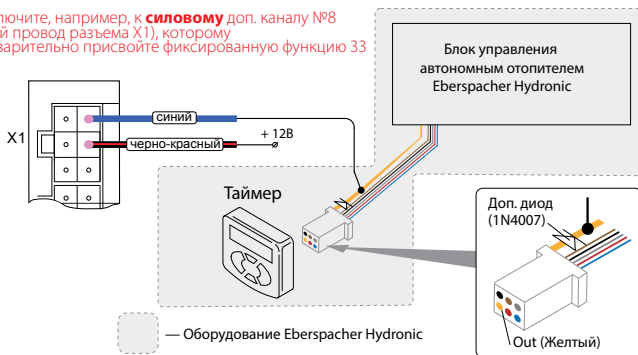 ключите, например, к силовому доп. каналу №8
й провод разъема X1), которому
варительно присвойте фиксированную функцию 33
Блок управления
автономным отопителем
Eberspacher Hydronic
X1
синий
черно-красный
+ 12В
Таймер
Доп. диод
(1N4007)
Out (Желтый)
— Оборудование Eberspacher Hydronic